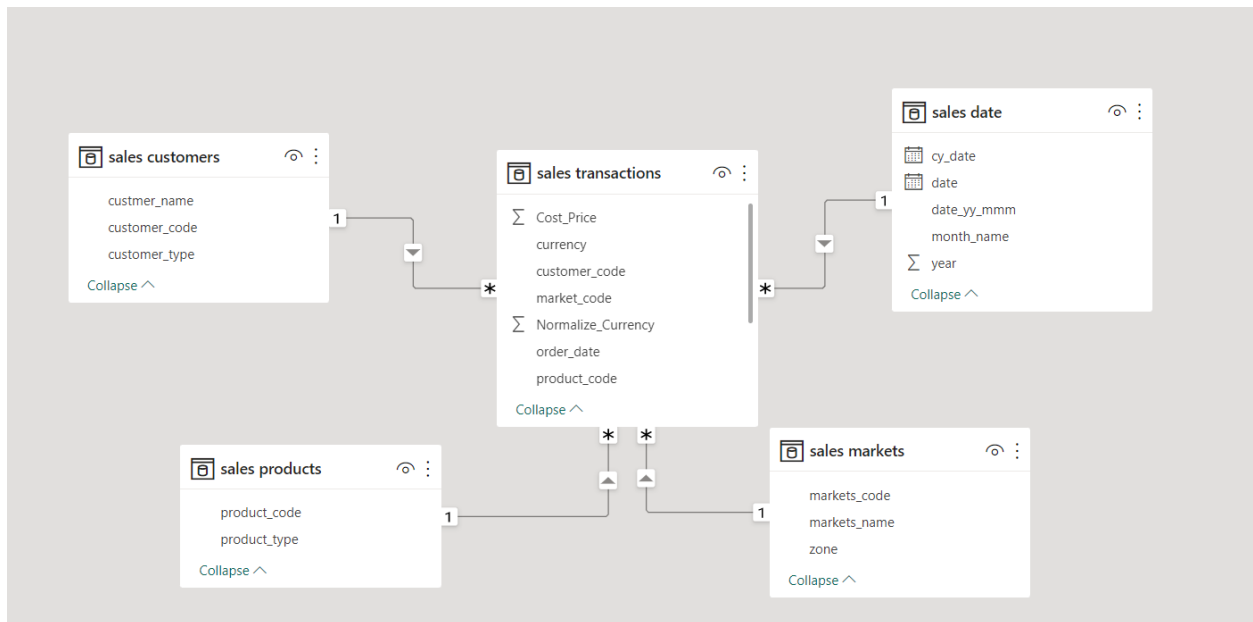 sales customers
custmer_name
customer_code
customer_type
Collapse
1
*
sales transactions
Σ Cost_Price
currency
customer_code
market_code
Σ Normalize_Currency
order_date
product_code
Collapse
sales date
cy_date
date
date_yy_mmm
month_name
Σ year
Collapse
1
*
sales products
product_code
product_type
Collapse
1
*
sales markets
markets_code
markets_name
zone
Collapse
1
*